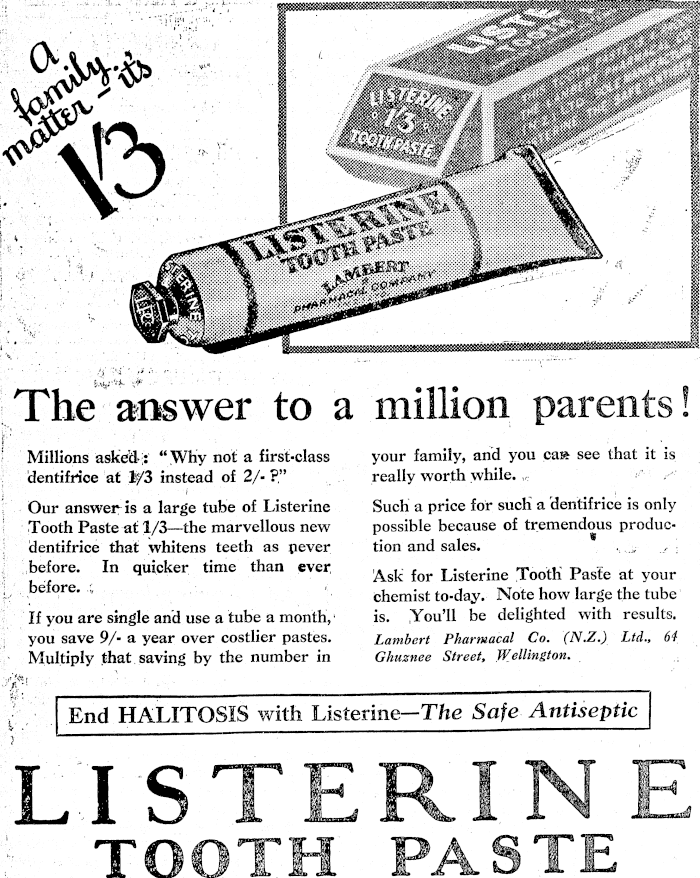 A
family...
matter - it's
1/3
LISTE
TOOTH
LISTERINE
1/3
TOOTH PASTE
LISTERINE
TOOTH PASTE
LAMBERT
PHARMACAL COMPANY
The answer to a million parents!
Millions asked: "Why not a first-class
dentifrice at 1/3 instead of 2/- ?"
Our answer is a large tube of Listerine
Tooth Paste at 1/3—the marvellous new
dentifrice that whitens teeth as never
before. In quicker time than ever
before.
If you are single and use a tube a month,
you save 9/- a year over costlier pastes.
Multiply that saving by the number in
your family, and you can see that it is
really worth while.
Such a price for such a dentifrice is only
possible because of tremendous produc-
tion and sales.
Ask for Listerine Tooth Paste at your
chemist to-day. Note how large the tube
is. You'll be delighted with results.
Lambert Pharmacal Co. (N.Z.) Ltd., 64
Ghuznee Street, Wellington.
End HALITOSIS with Listerine—The Safe Antiseptic
LISTERINE
TOOTH PASTE